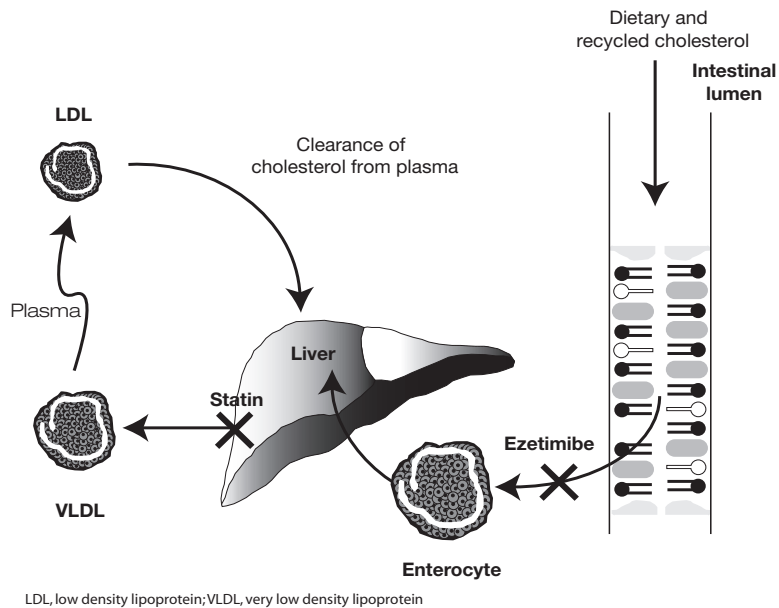 Dietary and
recycled cholesterol
Intestinal
lumen
LDL
Clearance of
cholesterol from plasma
Plasma
Liver
Statin
Ezetimibe
VLDL
Enterocyte
LDL, low density lipoprotein; VLDL, very low density lipoprotein